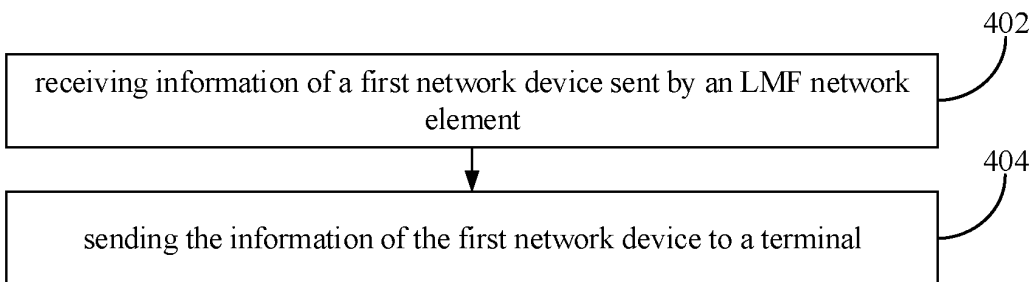 402
receiving information of a first network device sent by an LMF network
element
404
sending the information of the first network device to a terminal